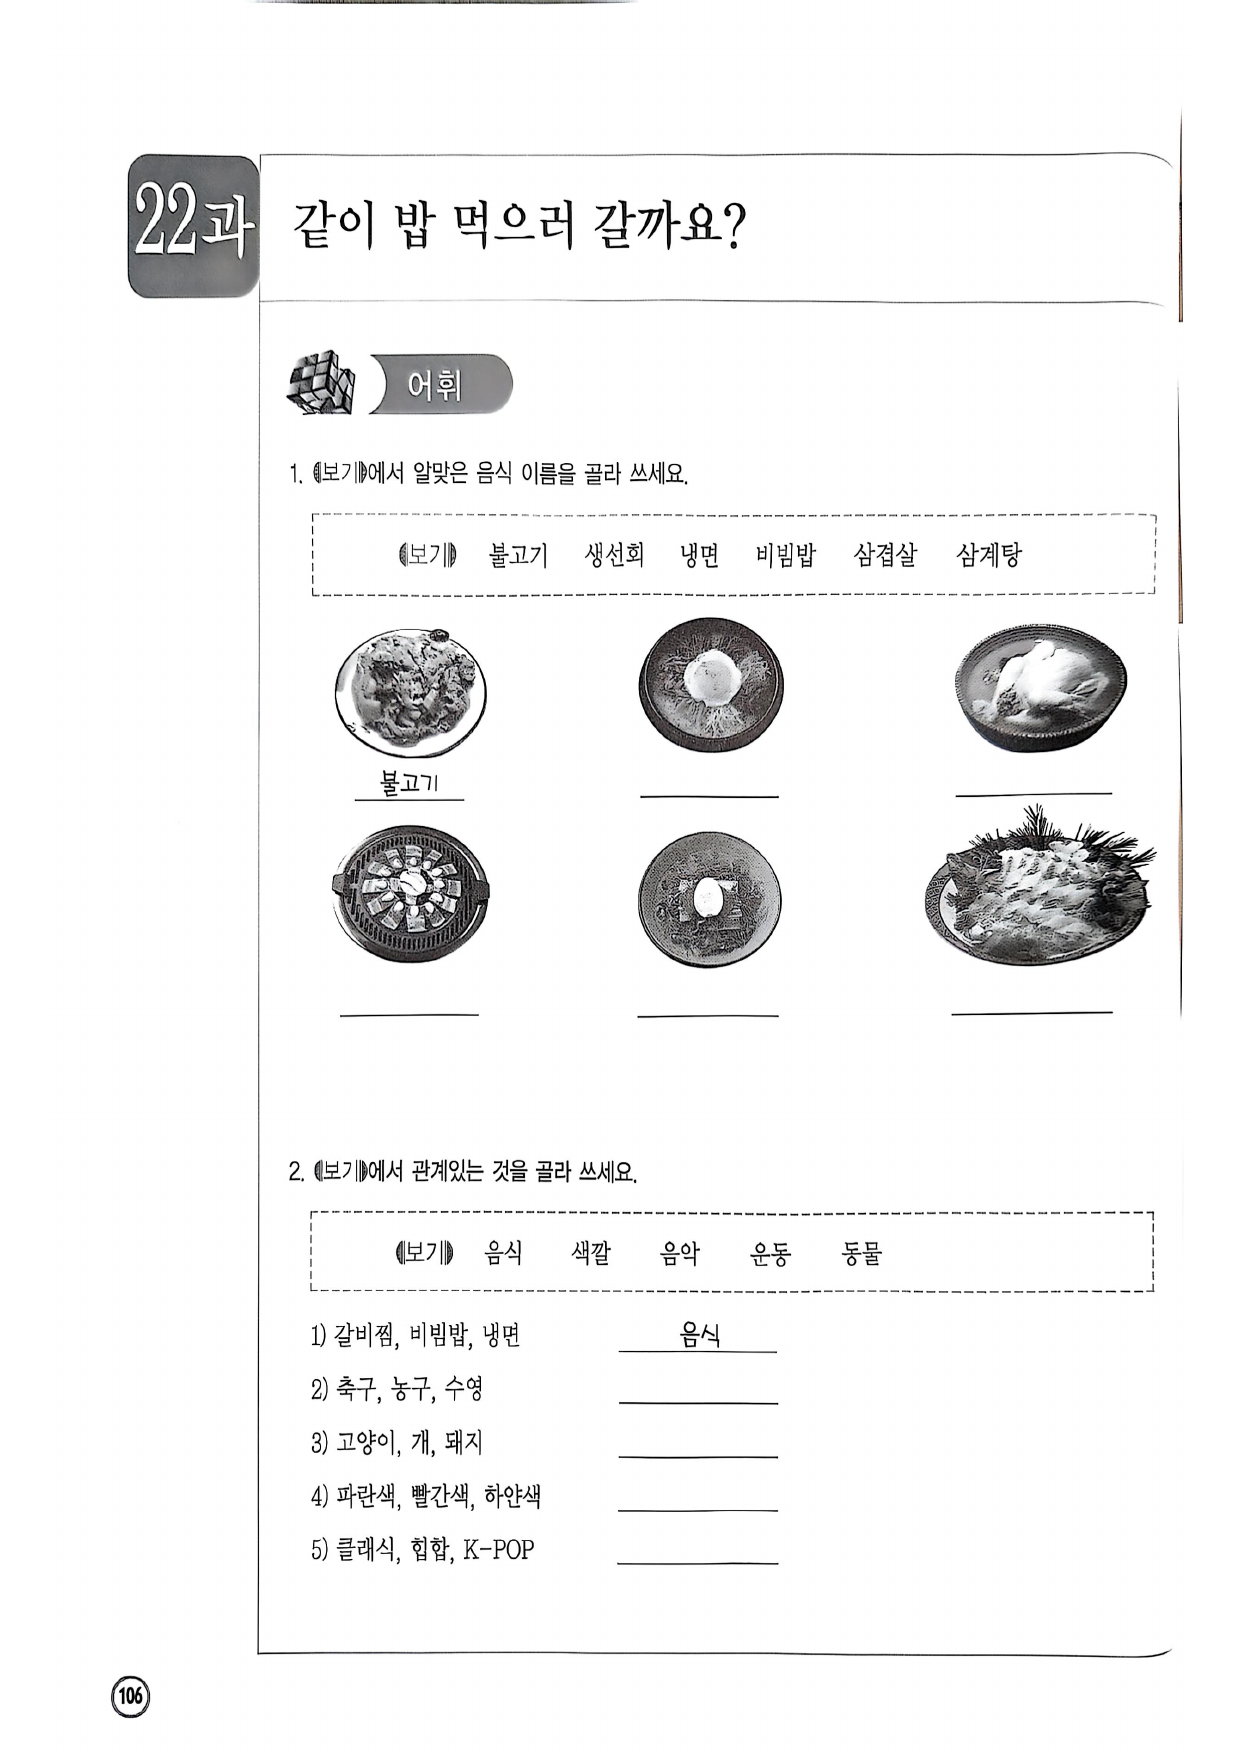 22과
같이 밥 먹으러 갈까요?
어휘
1. 《보기》에서 알맞은 음식 이름을 골라 쓰세요.
《보기》 불고기 생선회 냉면 비빔밥 삼겹살 삼계탕
불고기
2. 《보기》에서 관계있는 것을 골라 쓰세요.
《보기》 음식 색깔 음악 운동 동물
1) 갈비찜, 비빔밥, 냉면 음식
2) 축구, 농구, 수영
3) 고양이, 개, 돼지
4) 파란색, 빨간색, 하얀색
5) 클래식, 힙합, K-POP
106